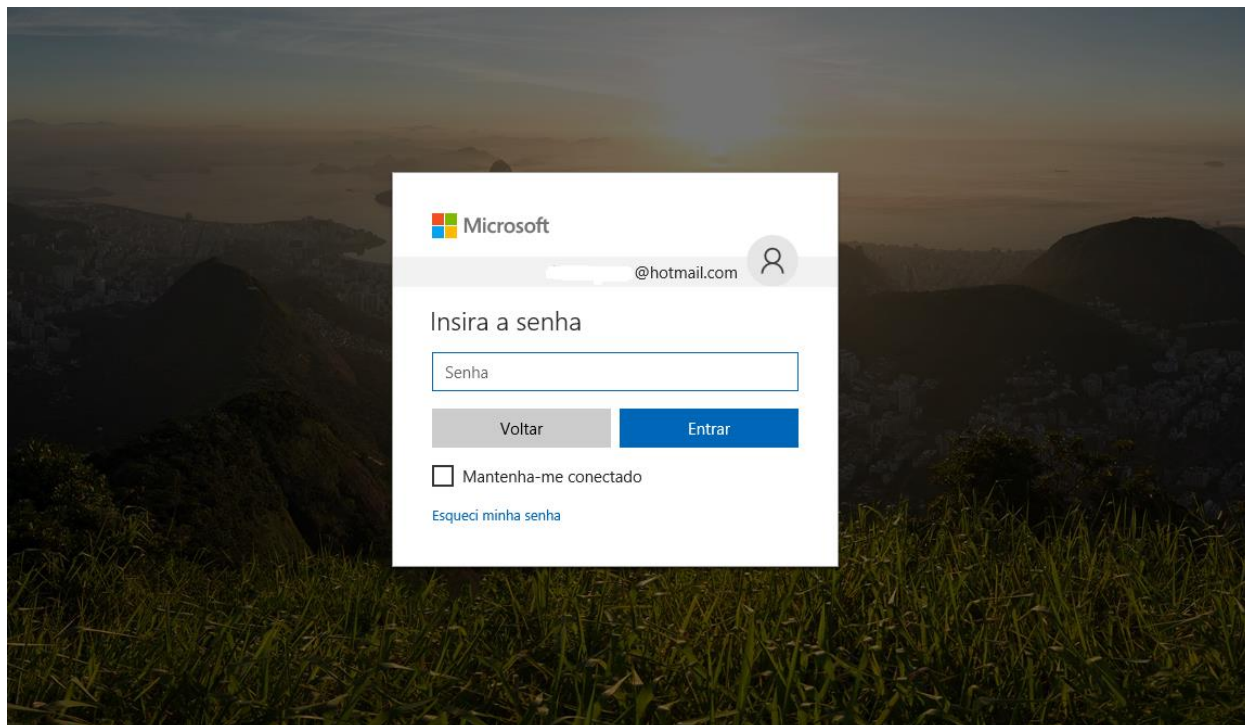 Microsoft
@hotmail.com
Insira a senha
Senha
Voltar Entrar
Mantenha-me conectado
Esqueci minha senha